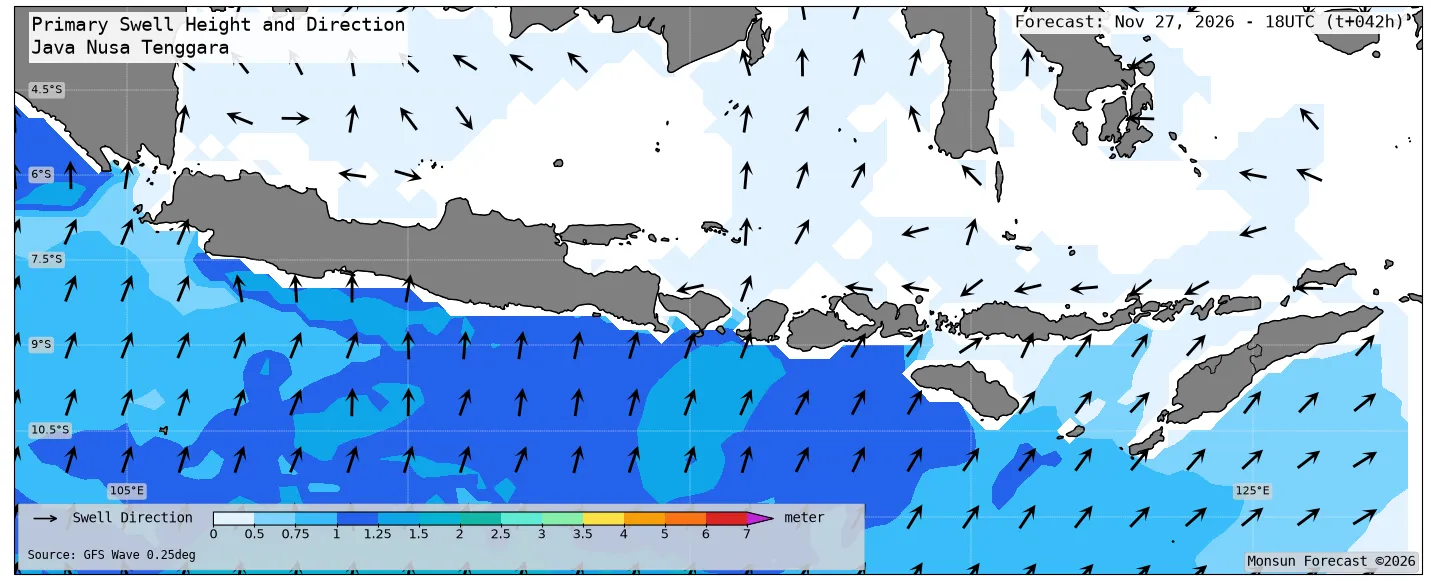 Primary Swell Height and Direction
Java Nusa Tenggara
Forecast: Nov 27, 2026 - 18UTC (t+042h)
4.5°S
6°S
7.5°S
9°S
10.5°S
105°E
125°E
Swell Direction
0 0.5 0.75 1 1.25 1.5 2 2.5 3 3.5 4 5 6 7
meter
Source: GFS Wave 0.25deg
Monsun Forecast ©2026